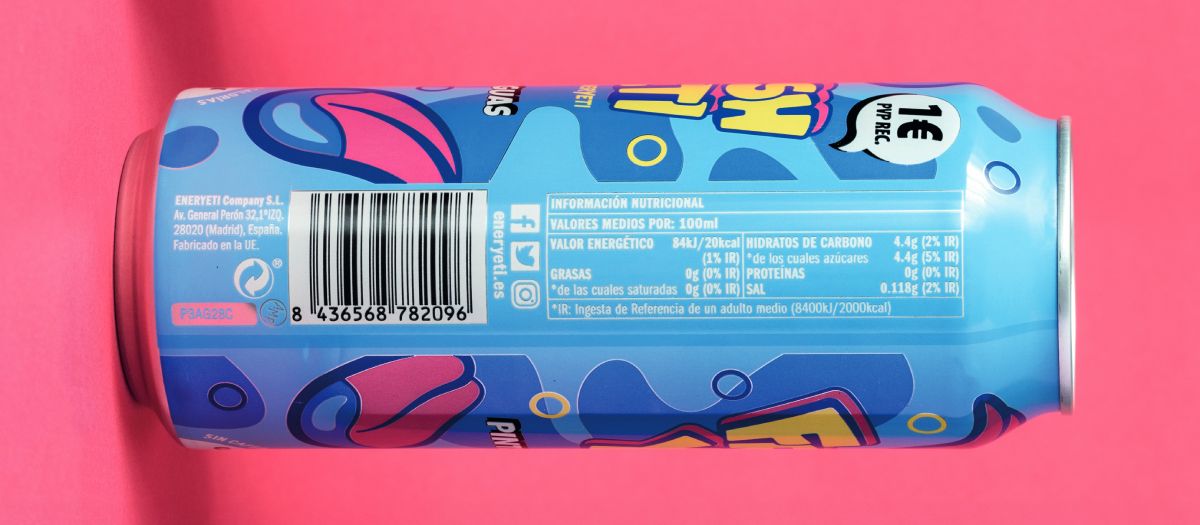 ENERYETI Company S.L.
Av. General Perón 32,1ºIZQ.
28020 (Madrid), España.
Fabricado en la UE.
P3AG28C
8 436568 782096
eneryeti.es
INFORMACIÓN NUTRICIONAL
VALORES MEDIOS POR: 100ml
VALOR ENERGÉTICO 84kJ/20kcal
(1% IR)
GRASAS 0g (0% IR)
*de las cuales saturadas 0g (0% IR)
HIDRATOS DE CARBONO 4.4g (2% IR)
*de los cuales azúcares 4.4g (5% IR)
PROTEÍNAS 0g (0% IR)
SAL 0.118g (2% IR)
*IR: Ingesta de Referencia de un adulto medio (8400kJ/2000kcal)
1€
PVP REC.